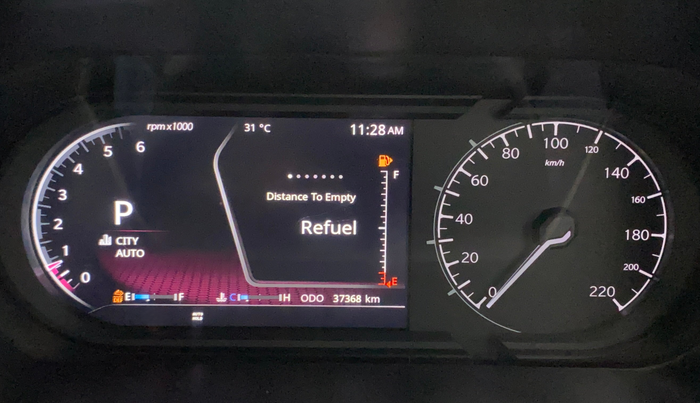 rpm x1000
31 °C
11:28 AM
0 1 2 3 4 5 6
P
CITY
AUTO
Distance To Empty
Refuel
F
E
E F
C H
ODO 37368 km
0 20 40 60 80 100 120 140 160 180 200 220
km/h